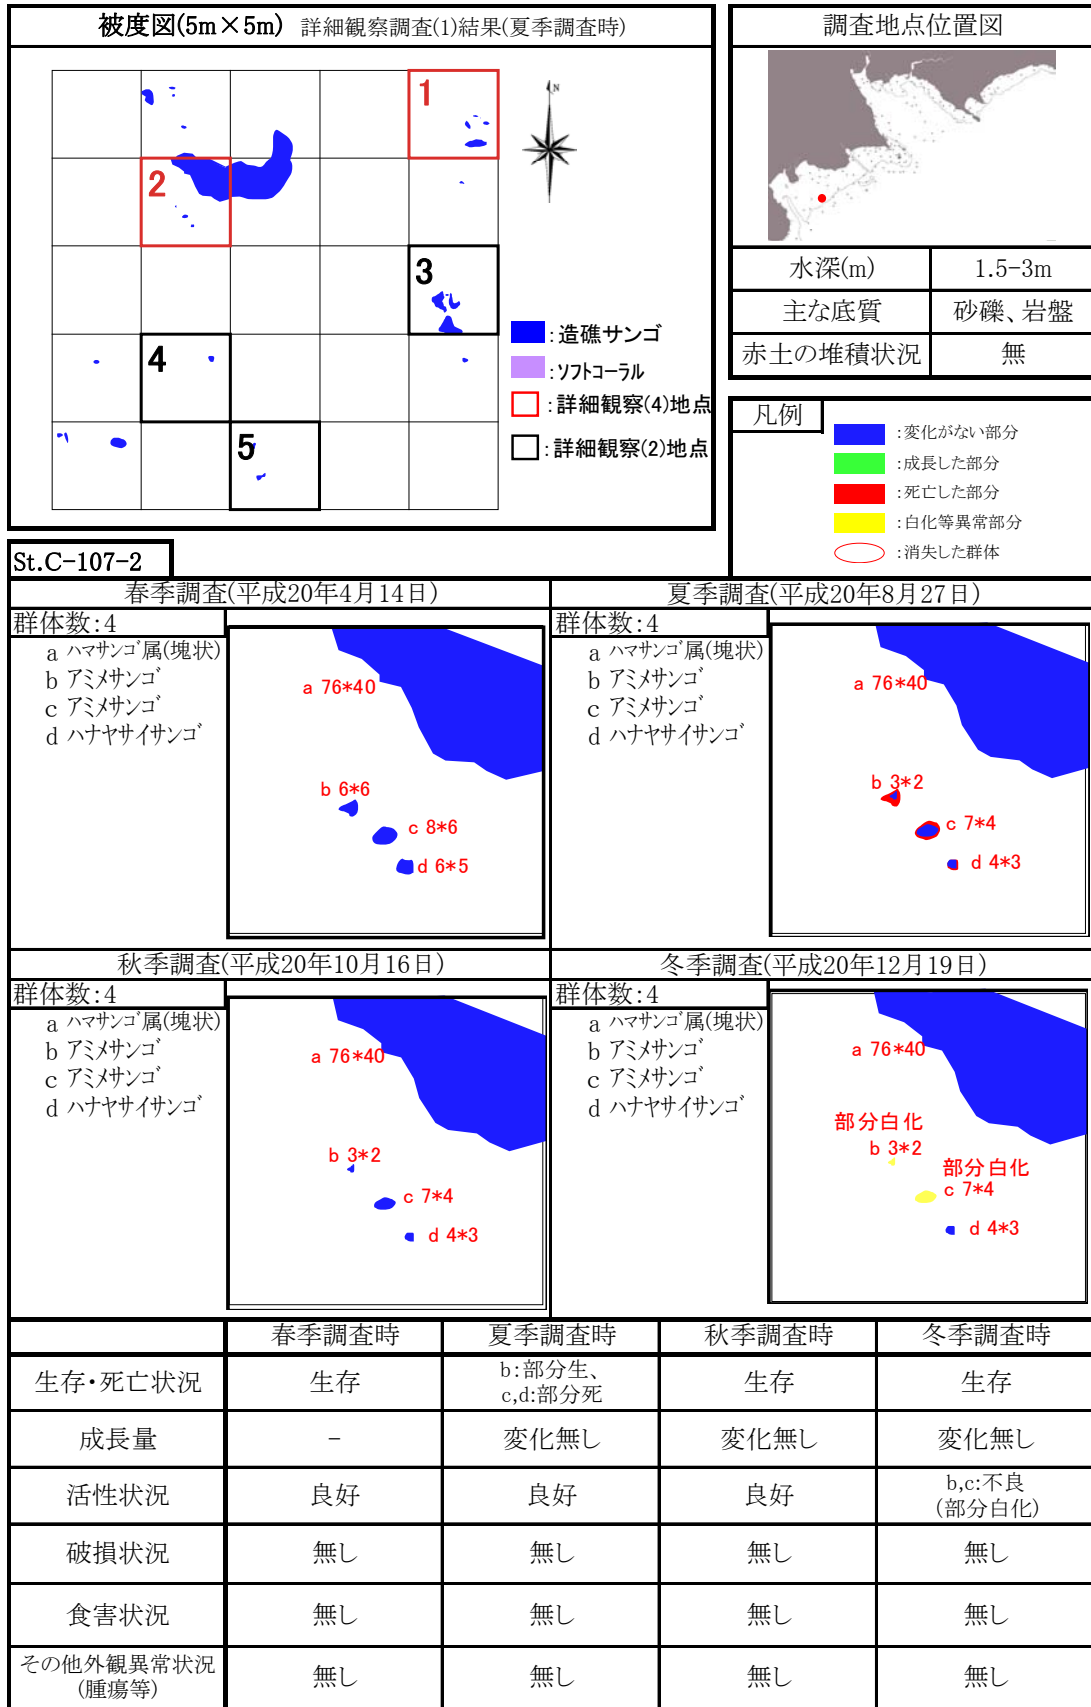 被度図(5m×5m) 詳細観察調査(1)結果(夏季調査時)
1
2
3
4
5
N
:造礁サンゴ
:ソフトコーラル
:詳細観察(4)地点
:詳細観察(2)地点
調査地点位置図
水深(m) 1.5-3m
主な底質 砂礫、岩盤
赤土の堆積状況 無
凡例
:変化がない部分
:成長した部分
:死亡した部分
:白化等異常部分
:消失した群体
St.C-107-2
春季調査(平成20年4月14日)
群体数:4
a ハマサンゴ属(塊状)
b アミメサンゴ
c アミメサンゴ
d ハナヤサイサンゴ
a 76*40
b 6*6
c 8*6
d 6*5
夏季調査(平成20年8月27日)
群体数:4
a ハマサンゴ属(塊状)
b アミメサンゴ
c アミメサンゴ
d ハナヤサイサンゴ
a 76*40
b 3*2
c 7*4
d 4*3
秋季調査(平成20年10月16日)
群体数:4
a ハマサンゴ属(塊状)
b アミメサンゴ
c アミメサンゴ
d ハナヤサイサンゴ
a 76*40
b 3*2
c 7*4
d 4*3
冬季調査(平成20年12月19日)
群体数:4
a ハマサンゴ属(塊状)
b アミメサンゴ
c アミメサンゴ
d ハナヤサイサンゴ
a 76*40
部分白化
b 3*2
部分白化
c 7*4
d 4*3
春季調査時 夏季調査時 秋季調査時 冬季調査時
生存・死亡状況 生存 b:部分生、 生存 生存
c,d:部分死
成長量 - 変化無し 変化無し 変化無し
活性状況 良好 良好 良好 b,c:不良
(部分白化)
破損状況 無し 無し 無し 無し
食害状況 無し 無し 無し 無し
その他外観異常状況 無し 無し 無し 無し
(腫瘍等)